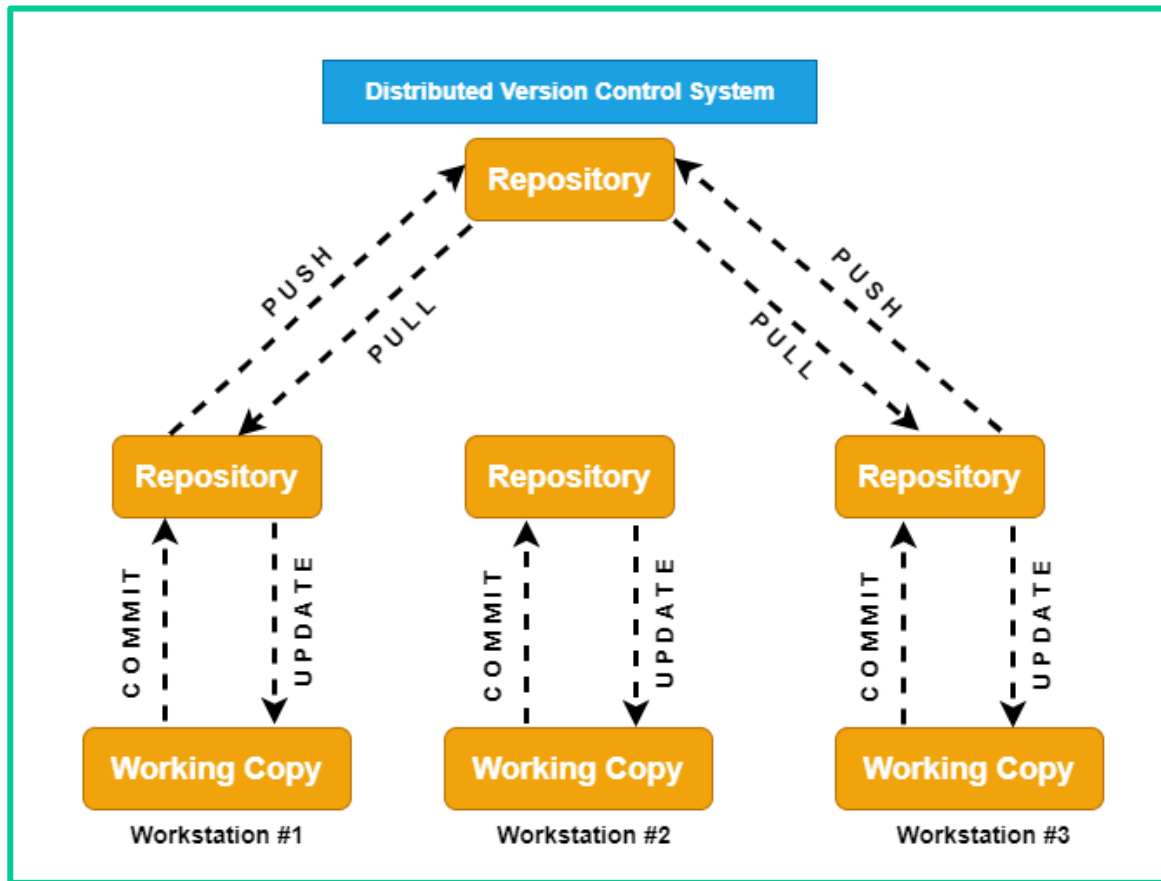 Distributed Version Control System
Repository
PUSH
PULL
PULL
PUSH
Repository
Repository
Repository
COMMIT
UPDATE
COMMIT
UPDATE
COMMIT
UPDATE
Working Copy
Working Copy
Working Copy
Workstation #1
Workstation #2
Workstation #3